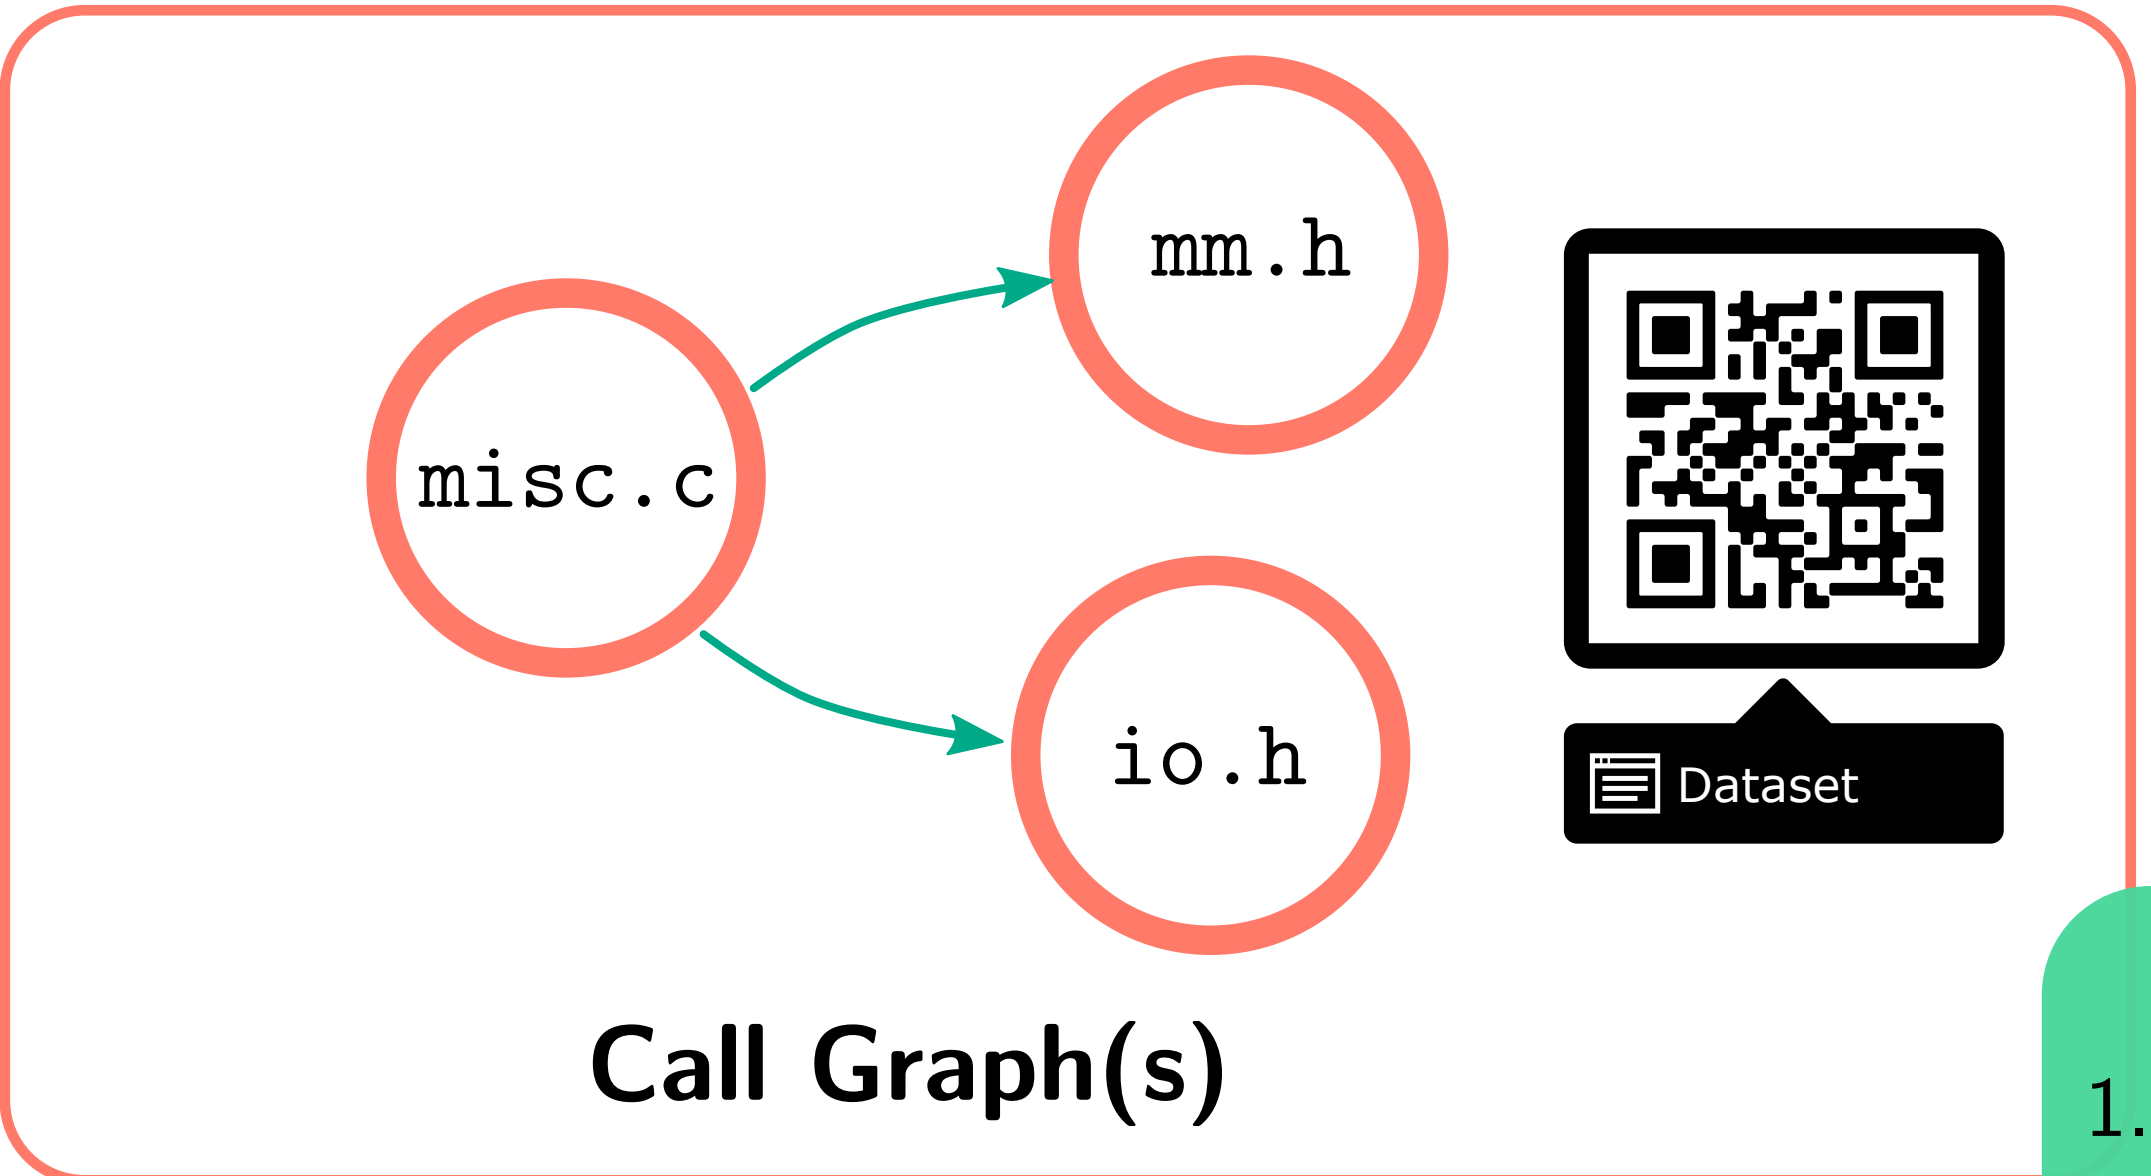 mm.h
misc.c
io.h
Dataset
Call Graph(s)
1.